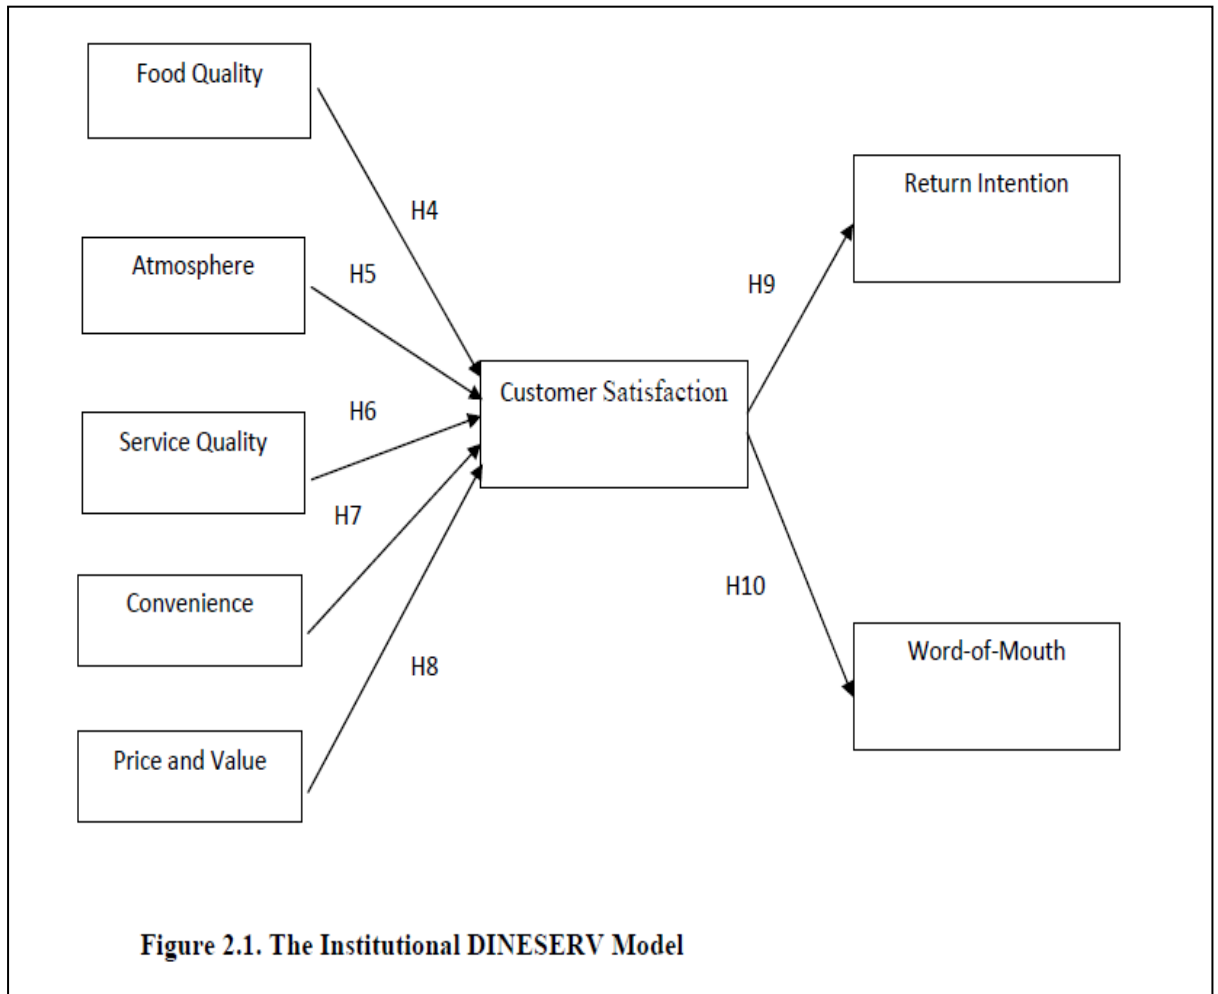 Food Quality
Return Intention
H4
Atmosphere
H5
H9
Customer Satisfaction
H6
Service Quality
H7
H10
Convenience
Word-of-Mouth
H8
Price and Value
Figure 2.1. The Institutional DINESERV Model